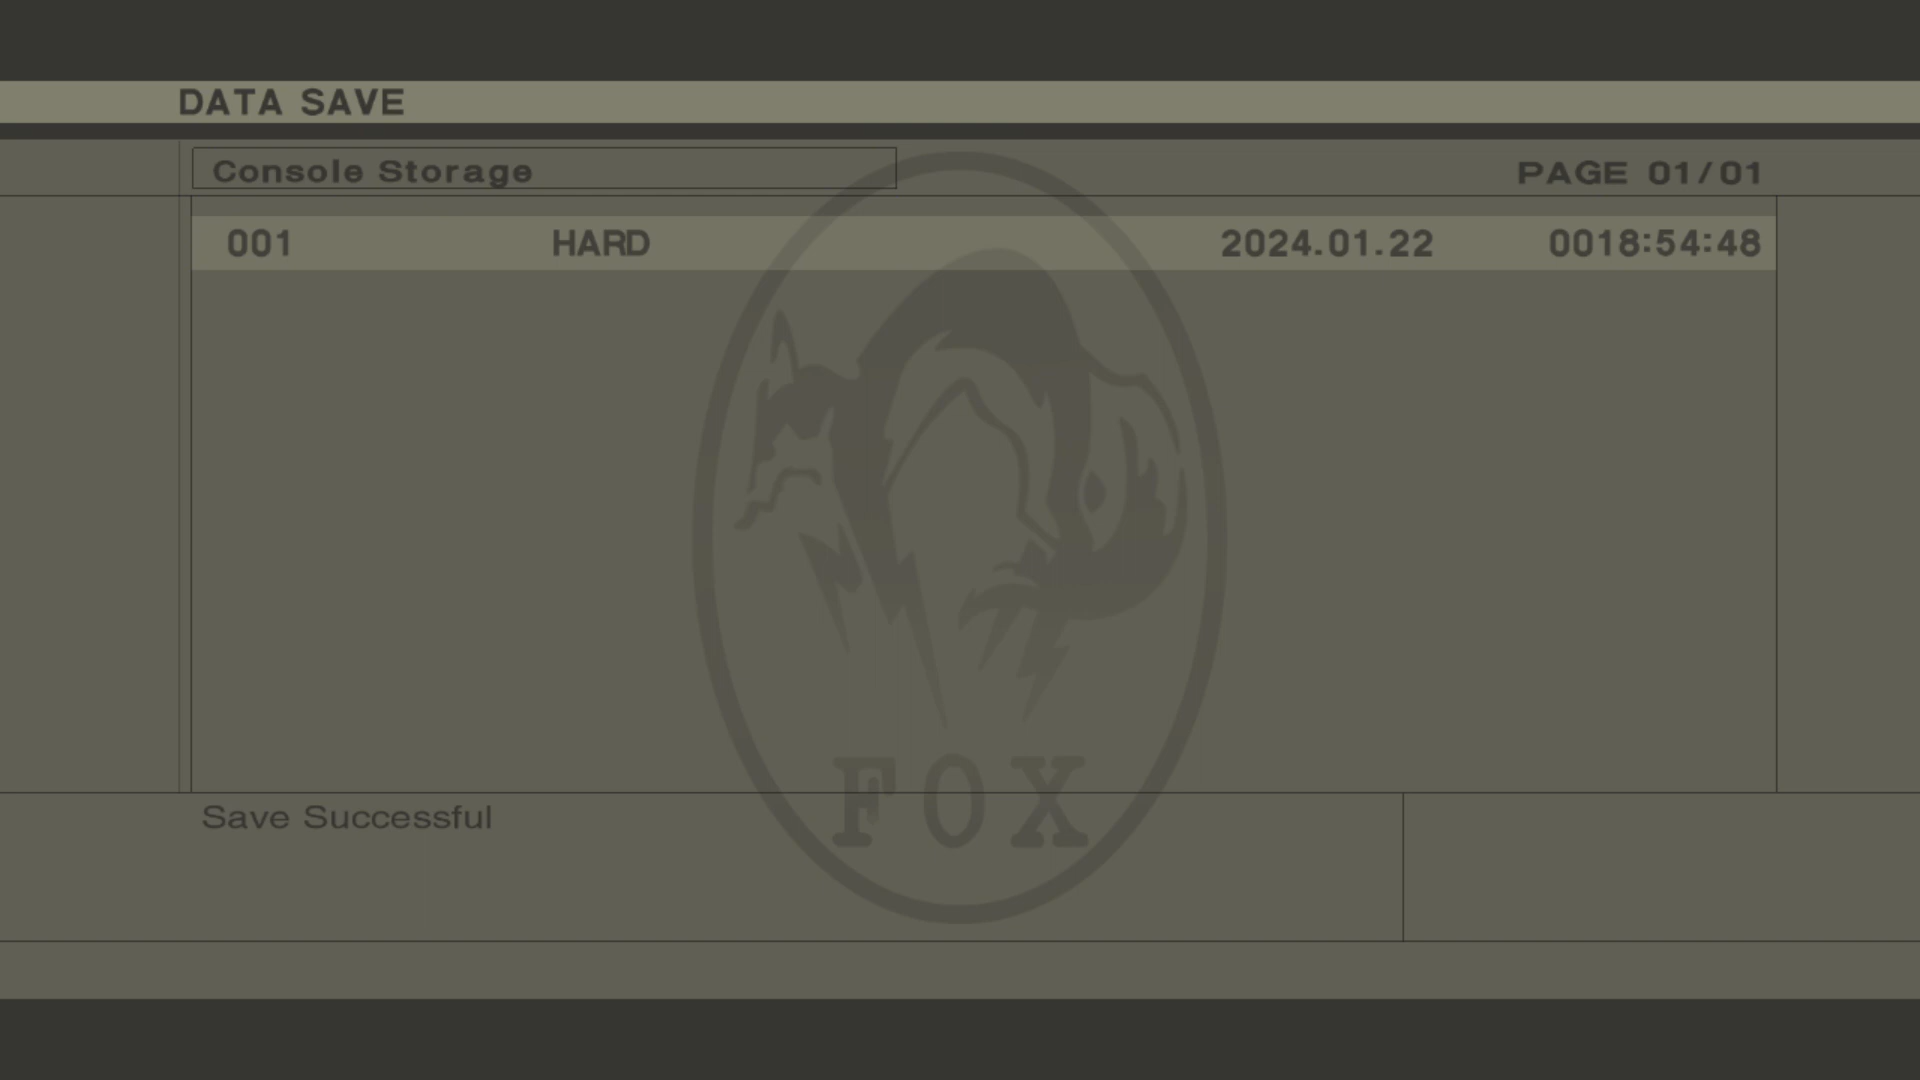 DATA SAVE
Console Storage PAGE 01/01
001 HARD 2024.01.22 0018:54:48
FOX
Save Successful